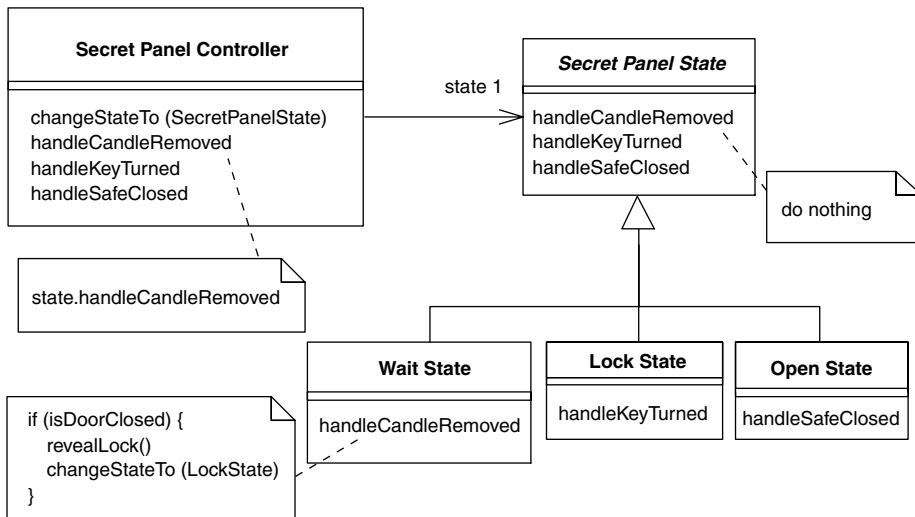 Secret Panel Controller
changeStateTo (SecretPanelState)
handleCandleRemoved
handleKeyTurned
handleSafeClosed
state 1
Secret Panel State
handleCandleRemoved
handleKeyTurned
handleSafeClosed
do nothing
state.handleCandleRemoved
Wait State
handleCandleRemoved
Lock State
handleKeyTurned
Open State
handleSafeClosed
if (isDoorClosed) {
revealLock()
changeStateTo (LockState)
}